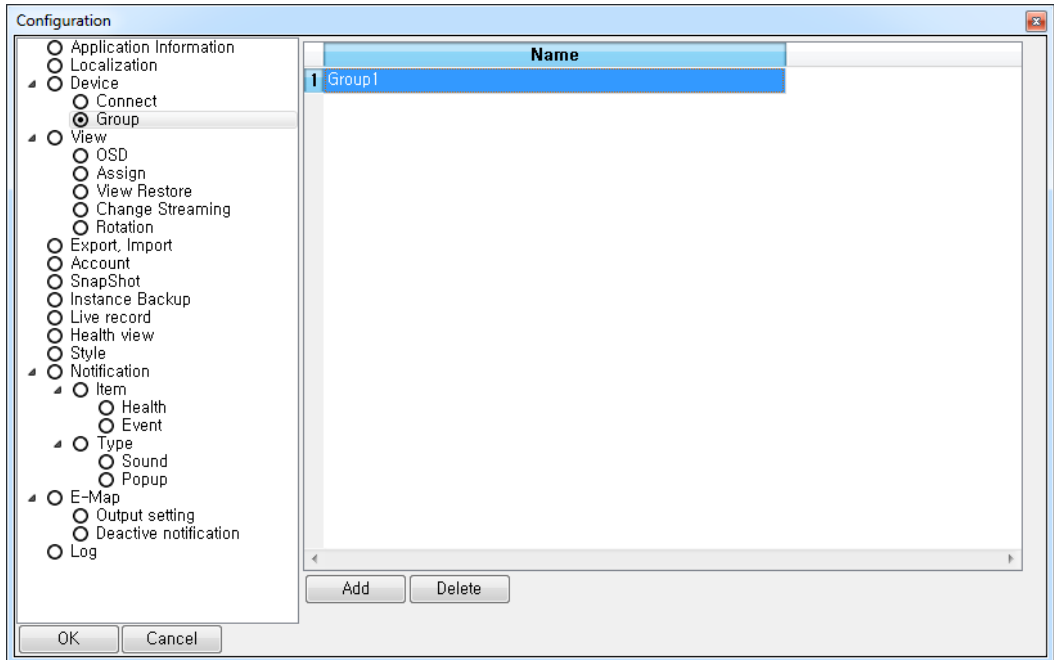 Configuration
Application Information
Localization
Device
Connect
Group
View
OSD
Assign
View Restore
Change Streaming
Rotation
Export, Import
Account
SnapShot
Instance Backup
Live record
Health view
Style
Notification
Item
Health
Event
Type
Sound
Popup
E-Map
Output setting
Deactive notification
Log
Name
1 Group1
Add Delete
OK Cancel